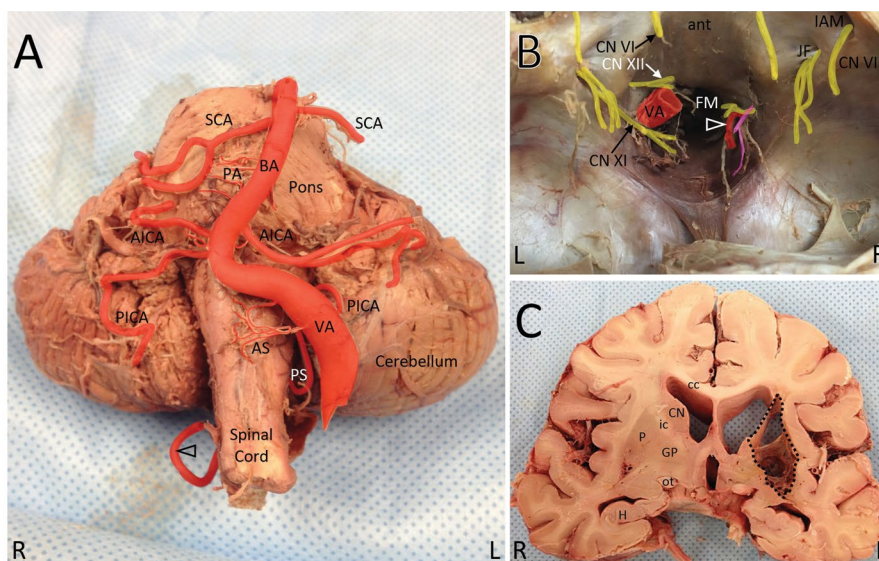 A
SCA
SCA
PA
BA
Pons
AICA
AICA
PICA
PICA
VA
AS
PS
Cerebellum
Spinal
Cord
R
L
B
ant
IAM
CN VI
JF
CN VI
CN XII
VA
FM
CN XI
L
C
cc
CN
ic
P
GP
ot
H
R